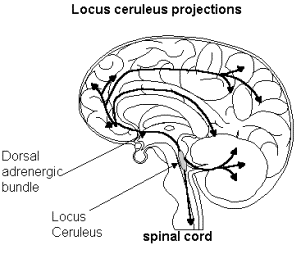 Locus ceruleus projections
Dorsal
adrenergic
bundle
Locus
Ceruleus
spinal cord